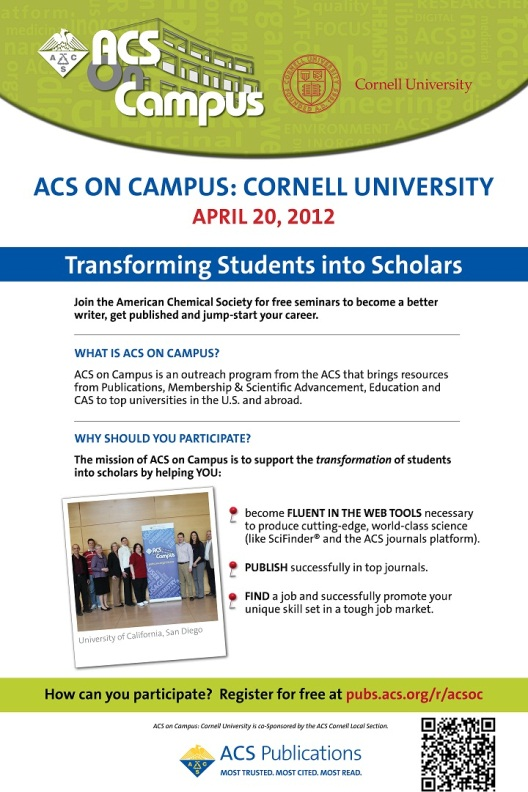 ACS
on
Campus
A C S
Cornell University
quality
ENVIRONMENT
ACS ON CAMPUS: CORNELL UNIVERSITY
APRIL 20, 2012
Transforming Students into Scholars
Join the American Chemical Society for free seminars to become a better
writer, get published and jump-start your career.
WHAT IS ACS ON CAMPUS?
ACS on Campus is an outreach program from the ACS that brings resources
from Publications, Membership & Scientific Advancement, Education and
CAS to top universities in the U.S. and abroad.
WHY SHOULD YOU PARTICIPATE?
The mission of ACS on Campus is to support the transformation of students
into scholars by helping YOU:
become FLUENT IN THE WEB TOOLS necessary
to produce cutting-edge, world-class science
(like SciFinder® and the ACS journals platform).
PUBLISH successfully in top journals.
FIND a job and successfully promote your
unique skill set in a tough job market.
University of California, San Diego
How can you participate? Register for free at pubs.acs.org/r/acsoc
ACS on Campus: Cornell University is co-Sponsored by the ACS Cornell Local Section.
A C S
ACS Publications
MOST TRUSTED. MOST CITED. MOST READ.